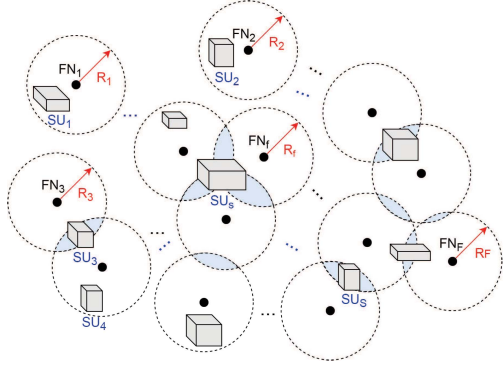 FN2
R2
SU2
FN1
R1
SU1
...
...
...
FNf
Rf
SUs
...
FN3
R3
SU3
...
...
...
FNF
RF
SUS
SU4
...